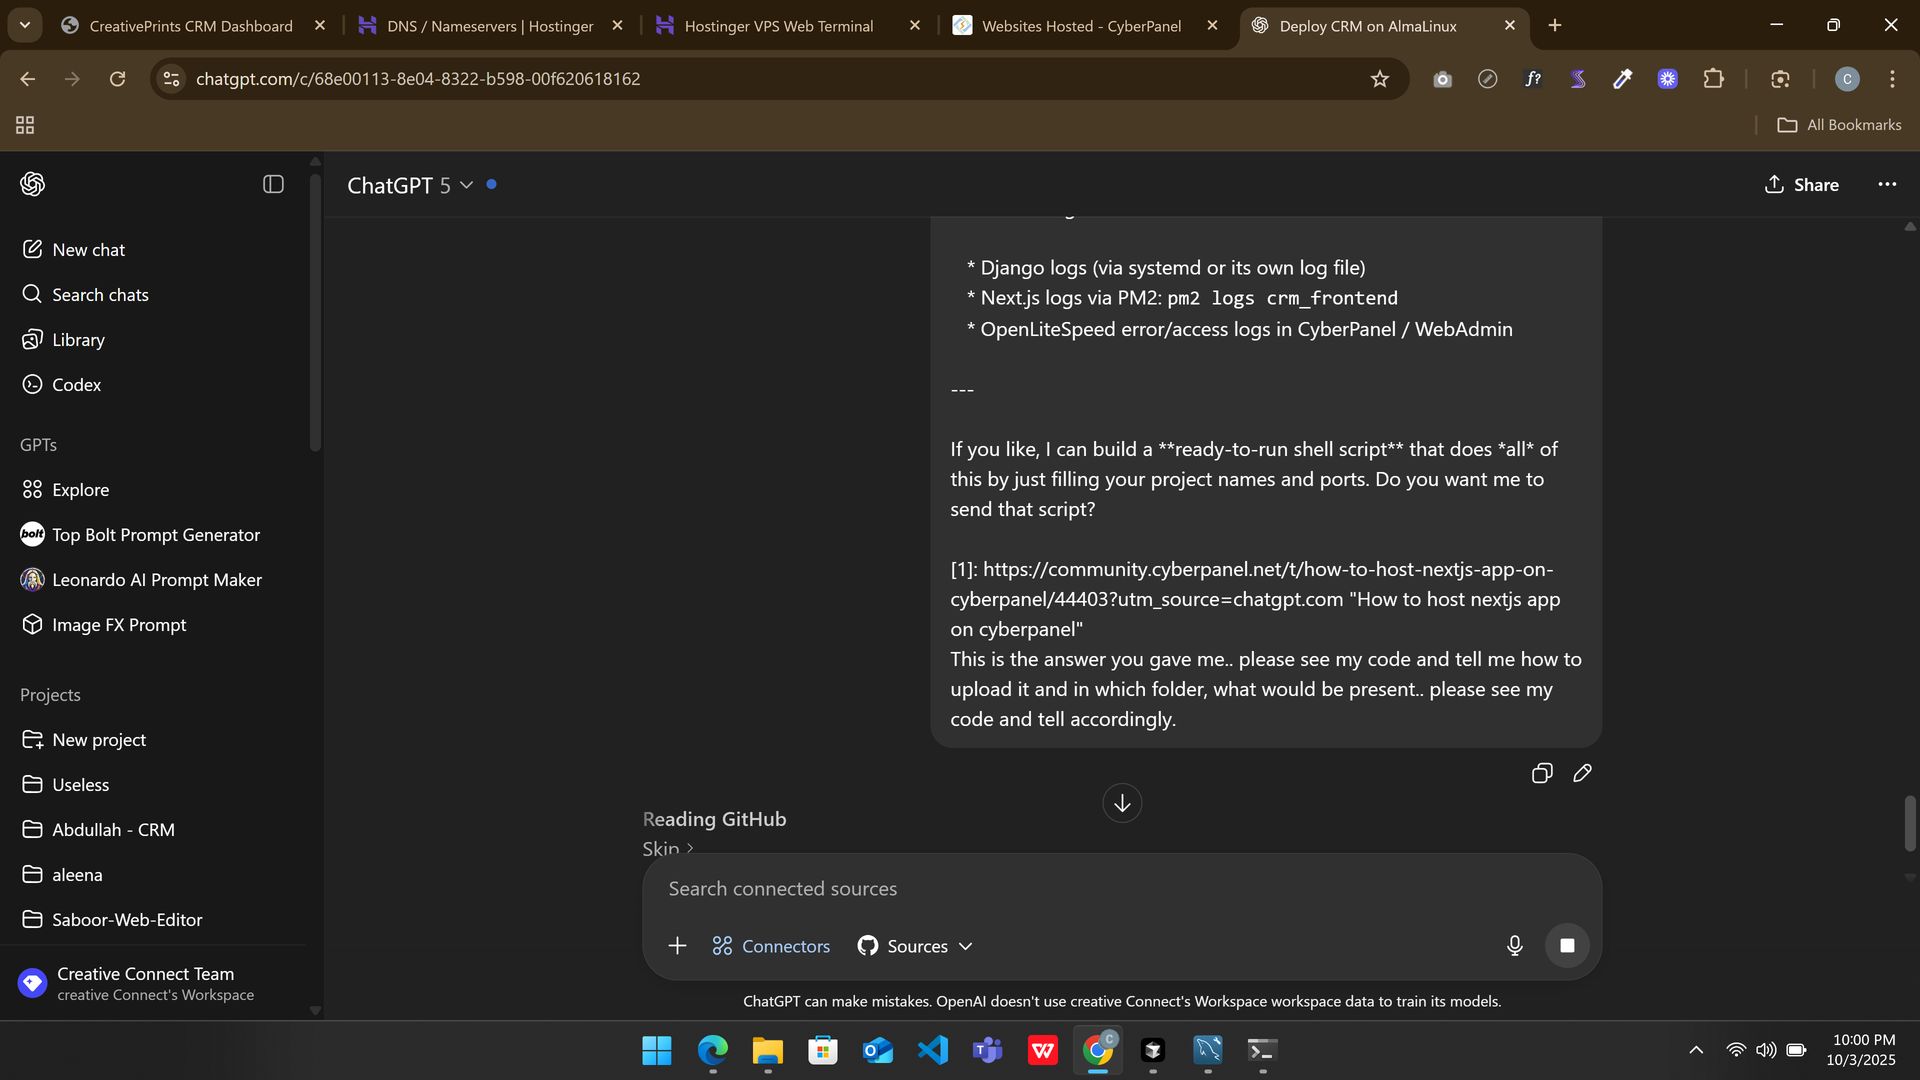 CreativePrints CRM Dashboard
DNS / Nameservers | Hostinger
Hostinger VPS Web Terminal
Websites Hosted - CyberPanel
Deploy CRM on AlmaLinux
chatgpt.com/c/68e00113-8e04-8322-b598-00f620618162
f?
C
All Bookmarks
ChatGPT 5
Share
New chat
Search chats
Library
Codex
GPTs
Explore
bolt Top Bolt Prompt Generator
Leonardo AI Prompt Maker
Image FX Prompt
Projects
New project
Useless
Abdullah - CRM
aleena
Saboor-Web-Editor
Creative Connect Team
creative Connect's Workspace
* Django logs (via systemd or its own log file)
* Next.js logs via PM2: pm2 logs crm_frontend
* OpenLiteSpeed error/access logs in CyberPanel / WebAdmin
---
If you like, I can build a **ready-to-run shell script** that does *all* of
this by just filling your project names and ports. Do you want me to
send that script?
[1]: https://community.cyberpanel.net/t/how-to-host-nextjs-app-on-
cyberpanel/44403?utm_source=chatgpt.com "How to host nextjs app
on cyberpanel"
This is the answer you gave me.. please see my code and tell me how to
upload it and in which folder, what would be present.. please see my
code and tell accordingly.
Reading GitHub
Skip >
Search connected sources
Connectors
Sources
ChatGPT can make mistakes. OpenAI doesn't use creative Connect's Workspace workspace data to train its models.
10:00 PM
10/3/2025